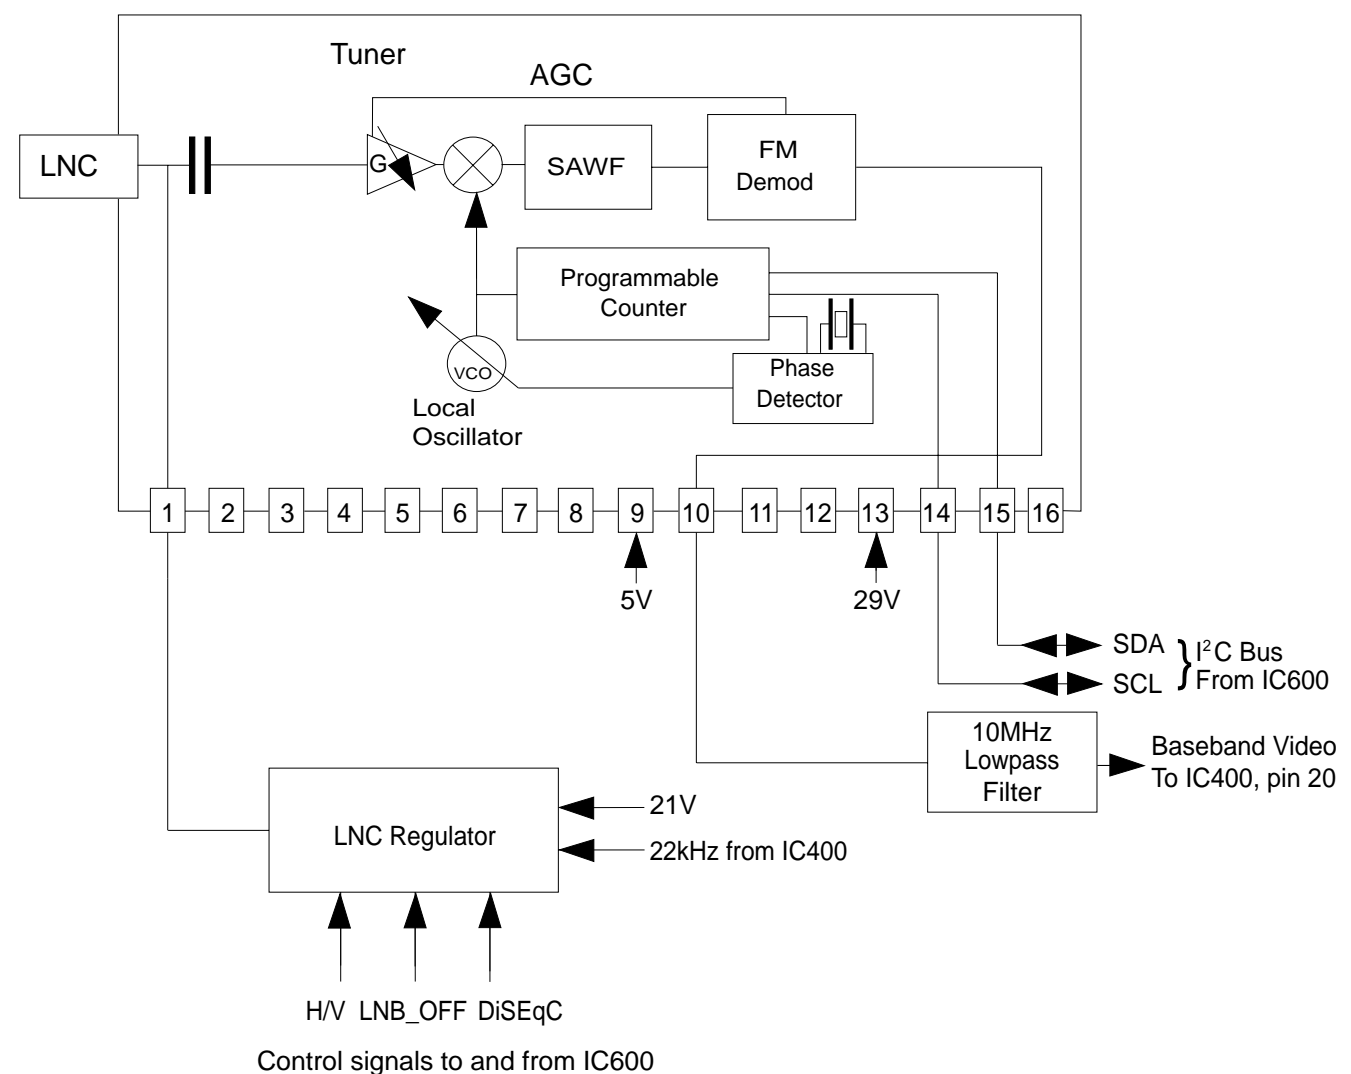 Tuner
AGC
LNC
G
SAWF
FM
Demod
Programmable
Counter
VCO
Phase
Detector
Local
Oscillator
1 2 3 4 5 6 7 8 9 10 11 12 13 14 15 16
5V
29V
SDA
SCL
} I²C Bus
From IC600
10MHz
Lowpass
Filter
Baseband Video
To IC400, pin 20
LNC Regulator
21V
22kHz from IC400
H/V LNB_OFF DiSEqC
Control signals to and from IC600